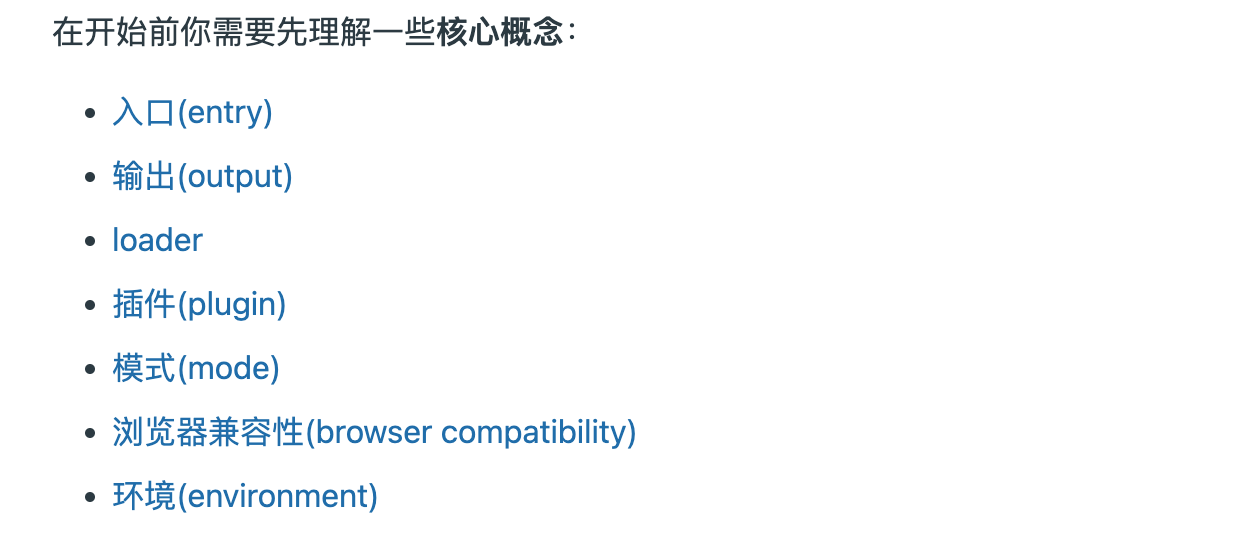 在开始前你需要先理解一些核心概念：
入口(entry)
输出(output)
loader
插件(plugin)
模式(mode)
浏览器兼容性(browser compatibility)
环境(environment)